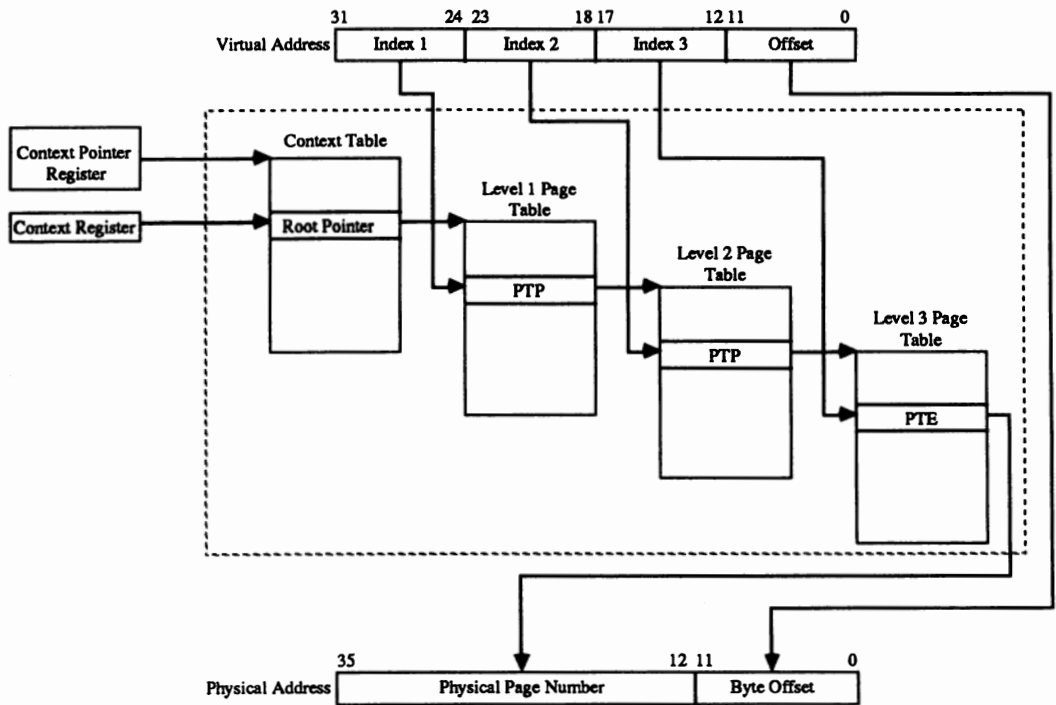 31 24 23 18 17 12 11 0
Virtual Address Index 1 Index 2 Index 3 Offset
Context Pointer
Register
Context Register
Context Table
Root Pointer
Level 1 Page
Table
PTP
Level 2 Page
Table
PTP
Level 3 Page
Table
PTE
35 12 11 0
Physical Address Physical Page Number Byte Offset